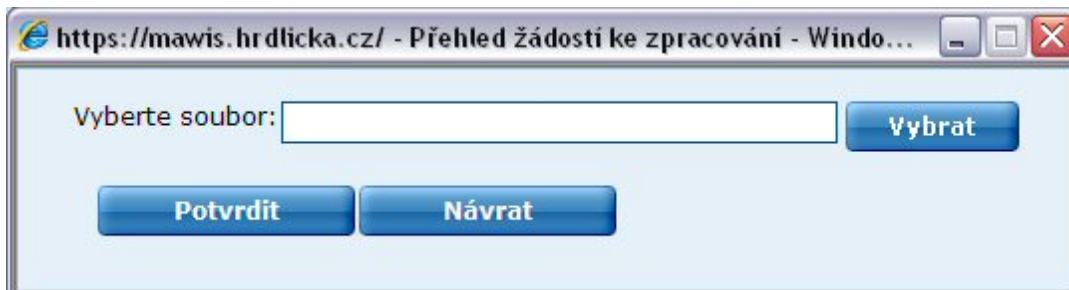 https://mawis.hrdlicka.cz/ - Přehled žádostí ke zpracování - Windo...
Vyberte soubor: Vybrat
Potvrdit Návrat